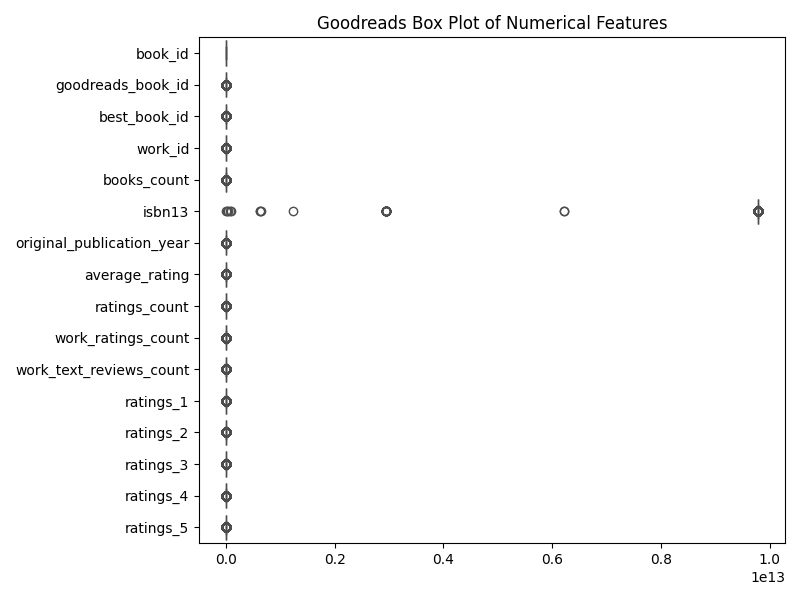 Goodreads Box Plot of Numerical Features
book_id
goodreads_book_id
best_book_id
work_id
books_count
isbn13
original_publication_year
average_rating
ratings_count
work_ratings_count
work_text_reviews_count
ratings_1
ratings_2
ratings_3
ratings_4
ratings_5
0.0 0.2 0.4 0.6 0.8 1.0
1e13